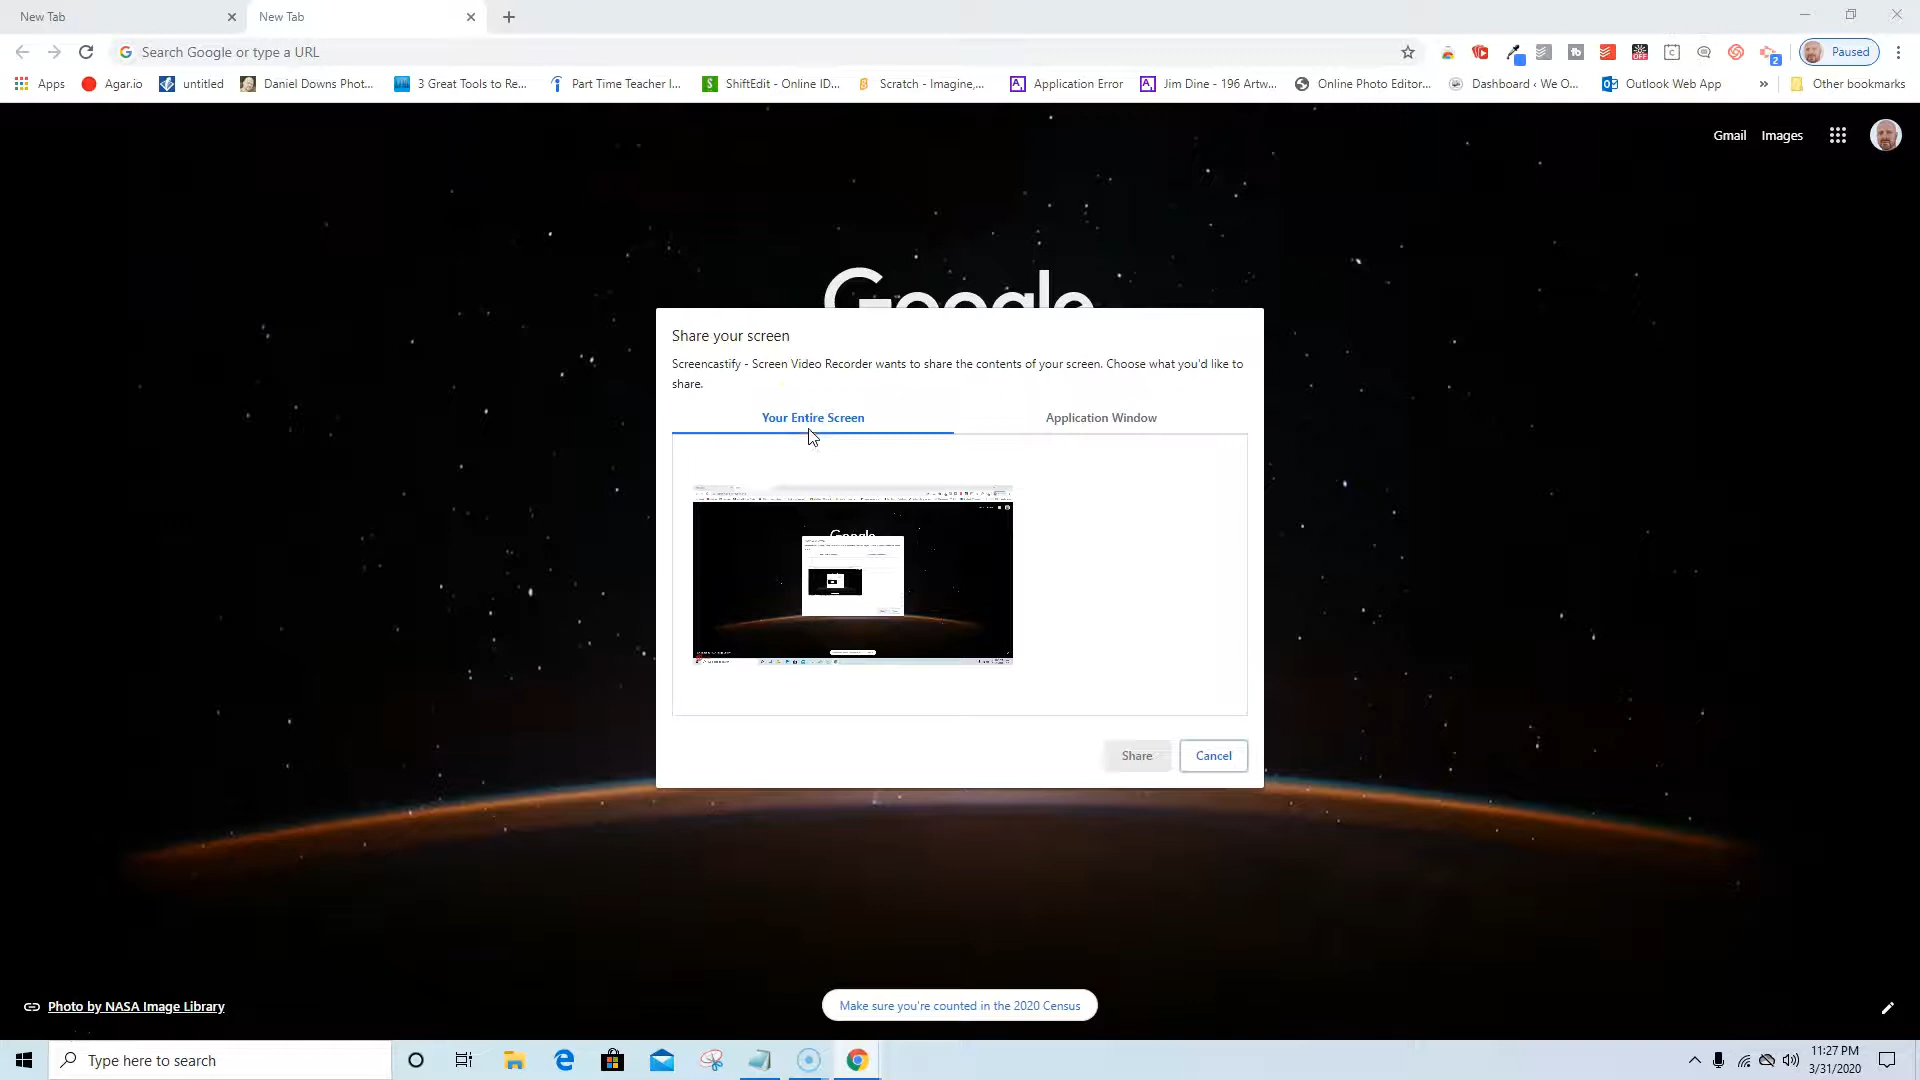 New Tab
New Tab
Search Google or type a URL
Paused
Apps
Agar.io
untitled
Daniel Downs Phot...
3 Great Tools to Re...
Part Time Teacher I...
ShiftEdit - Online ID...
Scratch - Imagine,...
Application Error
Jim Dine - 196 Artw...
Online Photo Editor...
Dashboard ‹ We O...
Outlook Web App
»
Other bookmarks
Gmail
Images
Google
Share your screen
Screencastify - Screen Video Recorder wants to share the contents of your screen. Choose what you'd like to
share.
Your Entire Screen
Application Window
Google
Share
Cancel
Photo by NASA Image Library
Make sure you're counted in the 2020 Census
Type here to search
11:27 PM
3/31/2020